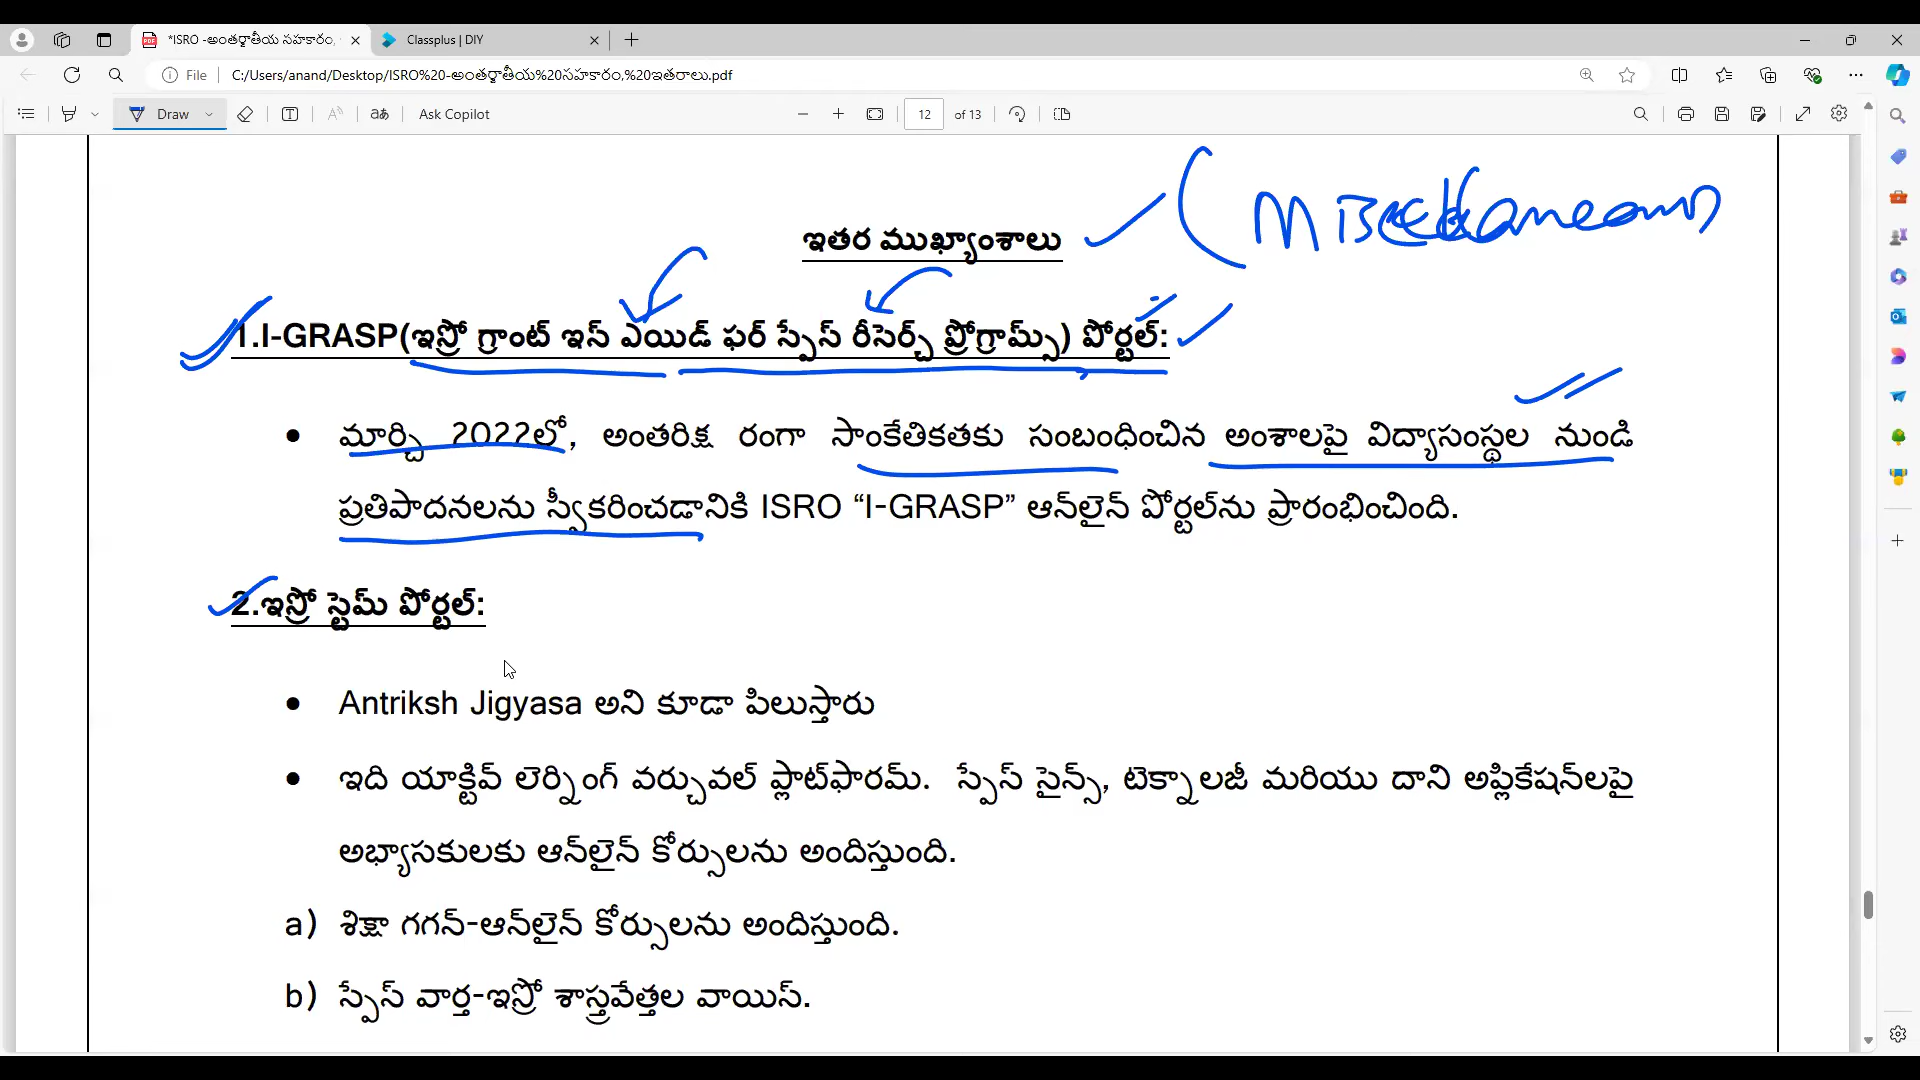 *ISRO -అంతర్జాతీయ సహకారం,
Classplus | DIY
File
C:/Users/anand/Desktop/ISRO%20-అంతర్జాతీయ%20సహకారం,%20ఇతరాలు.pdf
Draw
Ask Copilot
12 of 13
ఇతర ముఖ్యాంశాలు
Miscellaneous
1.I-GRASP(ఇస్రో గ్రాంట్ ఇన్ ఎయిడ్ ఫర్ స్పేస్ రీసెర్చ్ ప్రోగ్రామ్స్) పోర్టల్:
• మార్చి 2022లో, అంతరిక్ష రంగా సాంకేతికతకు సంబంధించిన అంశాలపై విద్యాసంస్థల నుండి
ప్రతిపాదనలను స్వీకరించడానికి ISRO “I-GRASP” ఆన్‌లైన్ పోర్టల్‌ను ప్రారంభించింది.
2.ఇస్రో స్టెమ్ పోర్టల్:
• Antriksh Jigyasa అని కూడా పిలుస్తారు
• ఇది యాక్టివ్ లెర్నింగ్ వర్చువల్ ప్లాట్‌ఫారమ్. స్పేస్ సైన్స్, టెక్నాలజీ మరియు దాని అప్లికేషన్‌లపై
అభ్యాసకులకు ఆన్‌లైన్ కోర్సులను అందిస్తుంది.
a) శిక్షా గగన్-ఆన్‌లైన్ కోర్సులను అందిస్తుంది.
b) స్పేస్ వార్త-ఇస్రో శాస్త్రవేత్తల వాయిస్.